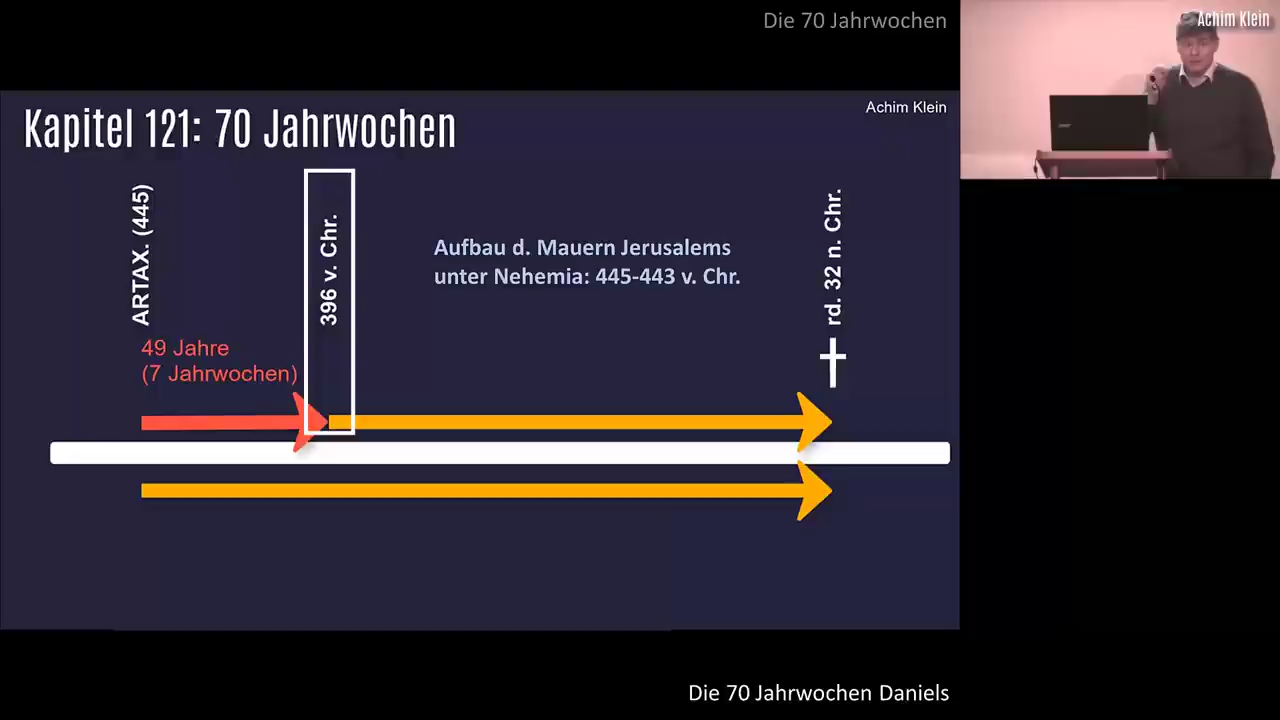 Die 70 Jahrwochen
Achim Klein
Achim Klein
Kapitel 121: 70 Jahrwochen
ARTAX. (445)
396 v. Chr.
Aufbau d. Mauern Jerusalems
unter Nehemia: 445-443 v. Chr.
rd. 32 n. Chr.
49 Jahre
(7 Jahrwochen)
Die 70 Jahrwochen Daniels